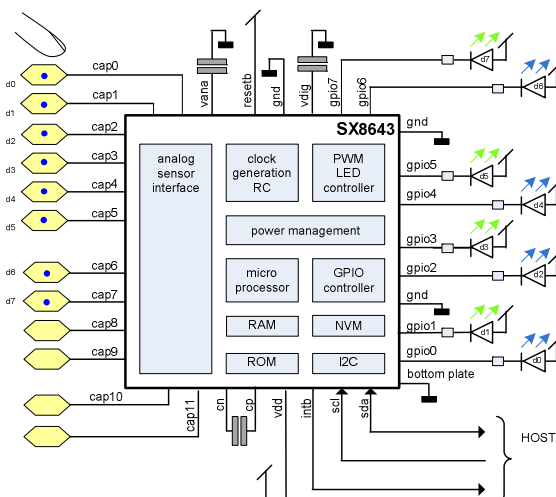 d7
d6
cap0
d0
cap1
d1
vana
resetb
gnd
vdig
gpio7
gpio6
SX8643
gnd
cap2
d2
cap3
d3
cap4
d4
cap5
d5
analog
sensor
interface
clock
generation
RC
PWM
LED
controller
gpio5
d5
gpio4
d4
power management
gpio3
d3
cap6
d6
micro
processor
GPIO
controller
gpio2
d2
cap7
d7
gnd
cap8
RAM
NVM
gpio1
d1
cap9
ROM
I2C
gpio0
d0
bottom plate
cap10
cap11
cn
cp
vdd
intb
scl
sda
HOST